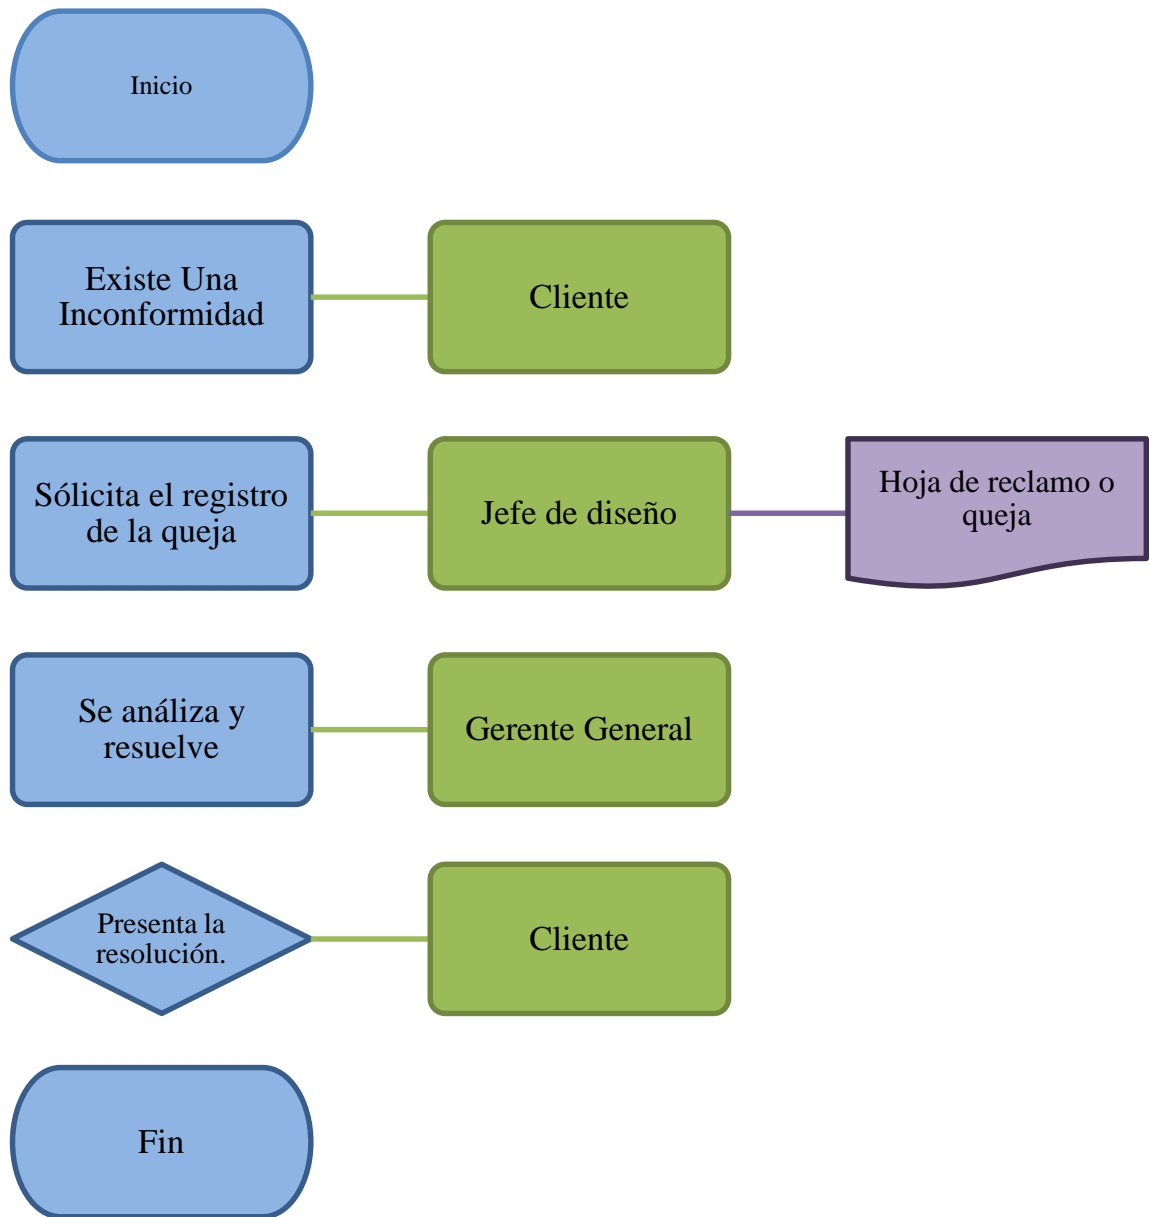 Inicio
Existe Una
Inconformidad
Cliente
Sólicita el registro
de la queja
Jefe de diseño
Hoja de reclamo o
queja
Se análiza y
resuelve
Gerente General
Presenta la
resolución.
Cliente
Fin